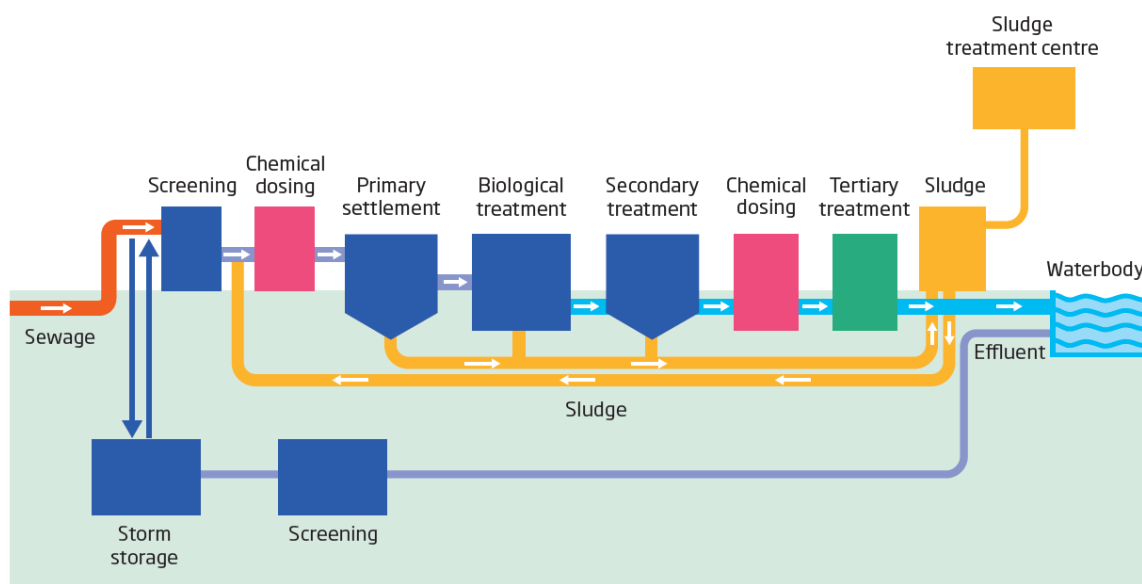 Sludge
treatment centre
Screening
Chemical
dosing
Primary
settlement
Biological
treatment
Secondary
treatment
Chemical
dosing
Tertiary
treatment
Sludge
Waterbody
Sewage
Effluent
Sludge
Storm
storage
Screening